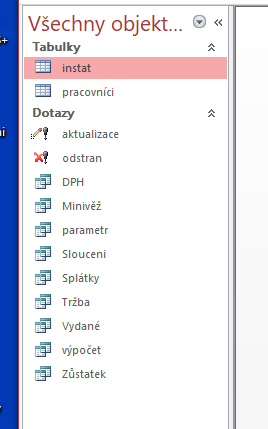 Všechny objekt...
Tabulky
instat
pracovníci
Dotazy
aktualizace
odstran
DPH
Minivěž
parametr
Slouceni
Splátky
Tržba
Vydané
výpočet
Zůstatek